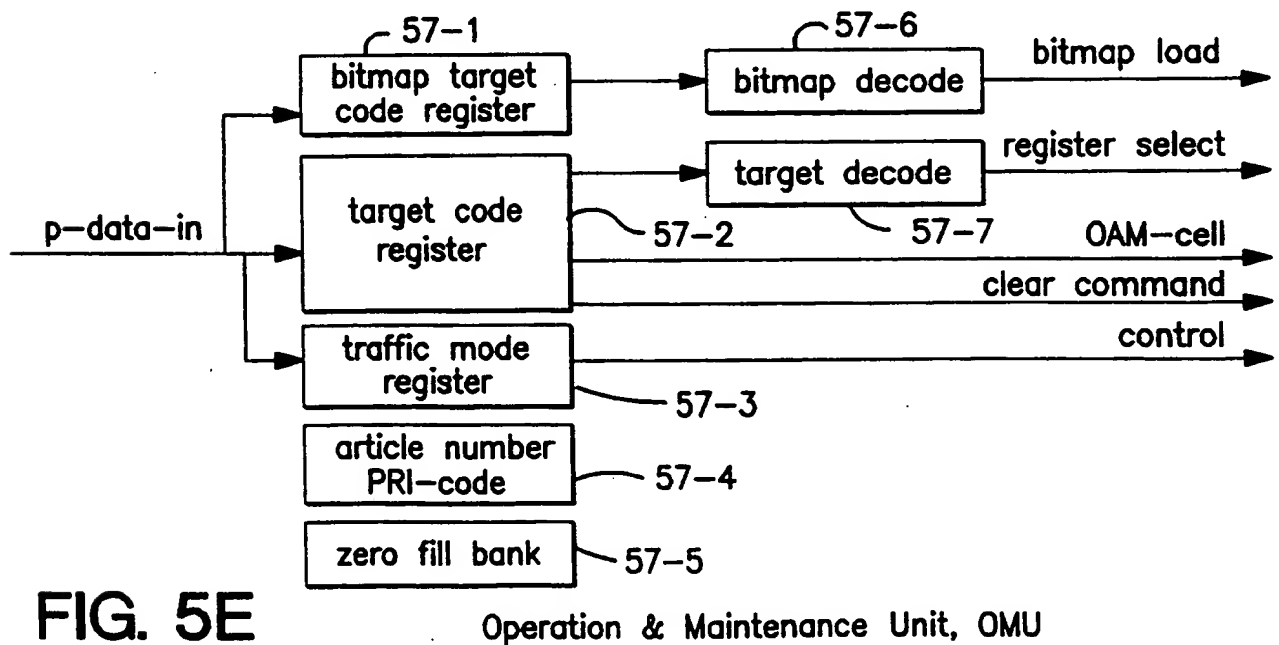 57-1
57-6
bitmap target
code register
bitmap decode
bitmap load
target code
register
57-2
target decode
57-7
register select
p-data-in
OAM-cell
clear command
control
traffic mode
register
57-3
article number
PRI-code
57-4
zero fill bank
57-5
FIG. 5E
Operation & Maintenance Unit, OMU